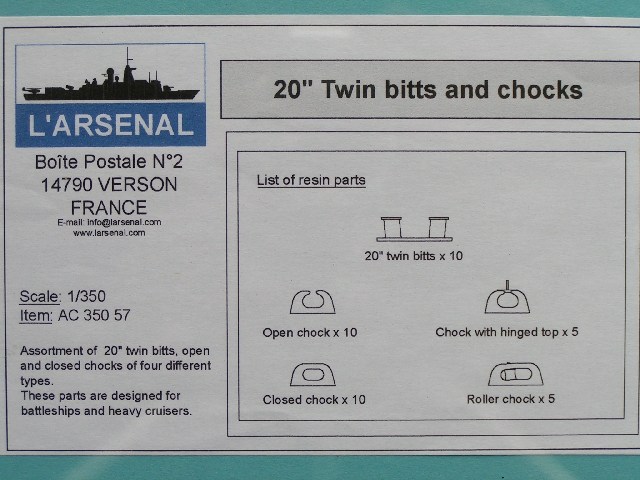 L'ARSENAL
Boîte Postale N°2
14790 VERSON
FRANCE
E-mail: info@larsenal.com
www.larsenal.com
Scale: 1/350
Item: AC 350 57
Assortment of 20" twin bitts, open
and closed chocks of four different
types.
These parts are designed for
battleships and heavy cruisers.
20" Twin bitts and chocks
List of resin parts
20" twin bitts x 10
Open chock x 10
Chock with hinged top x 5
Closed chock x 10
Roller chock x 5